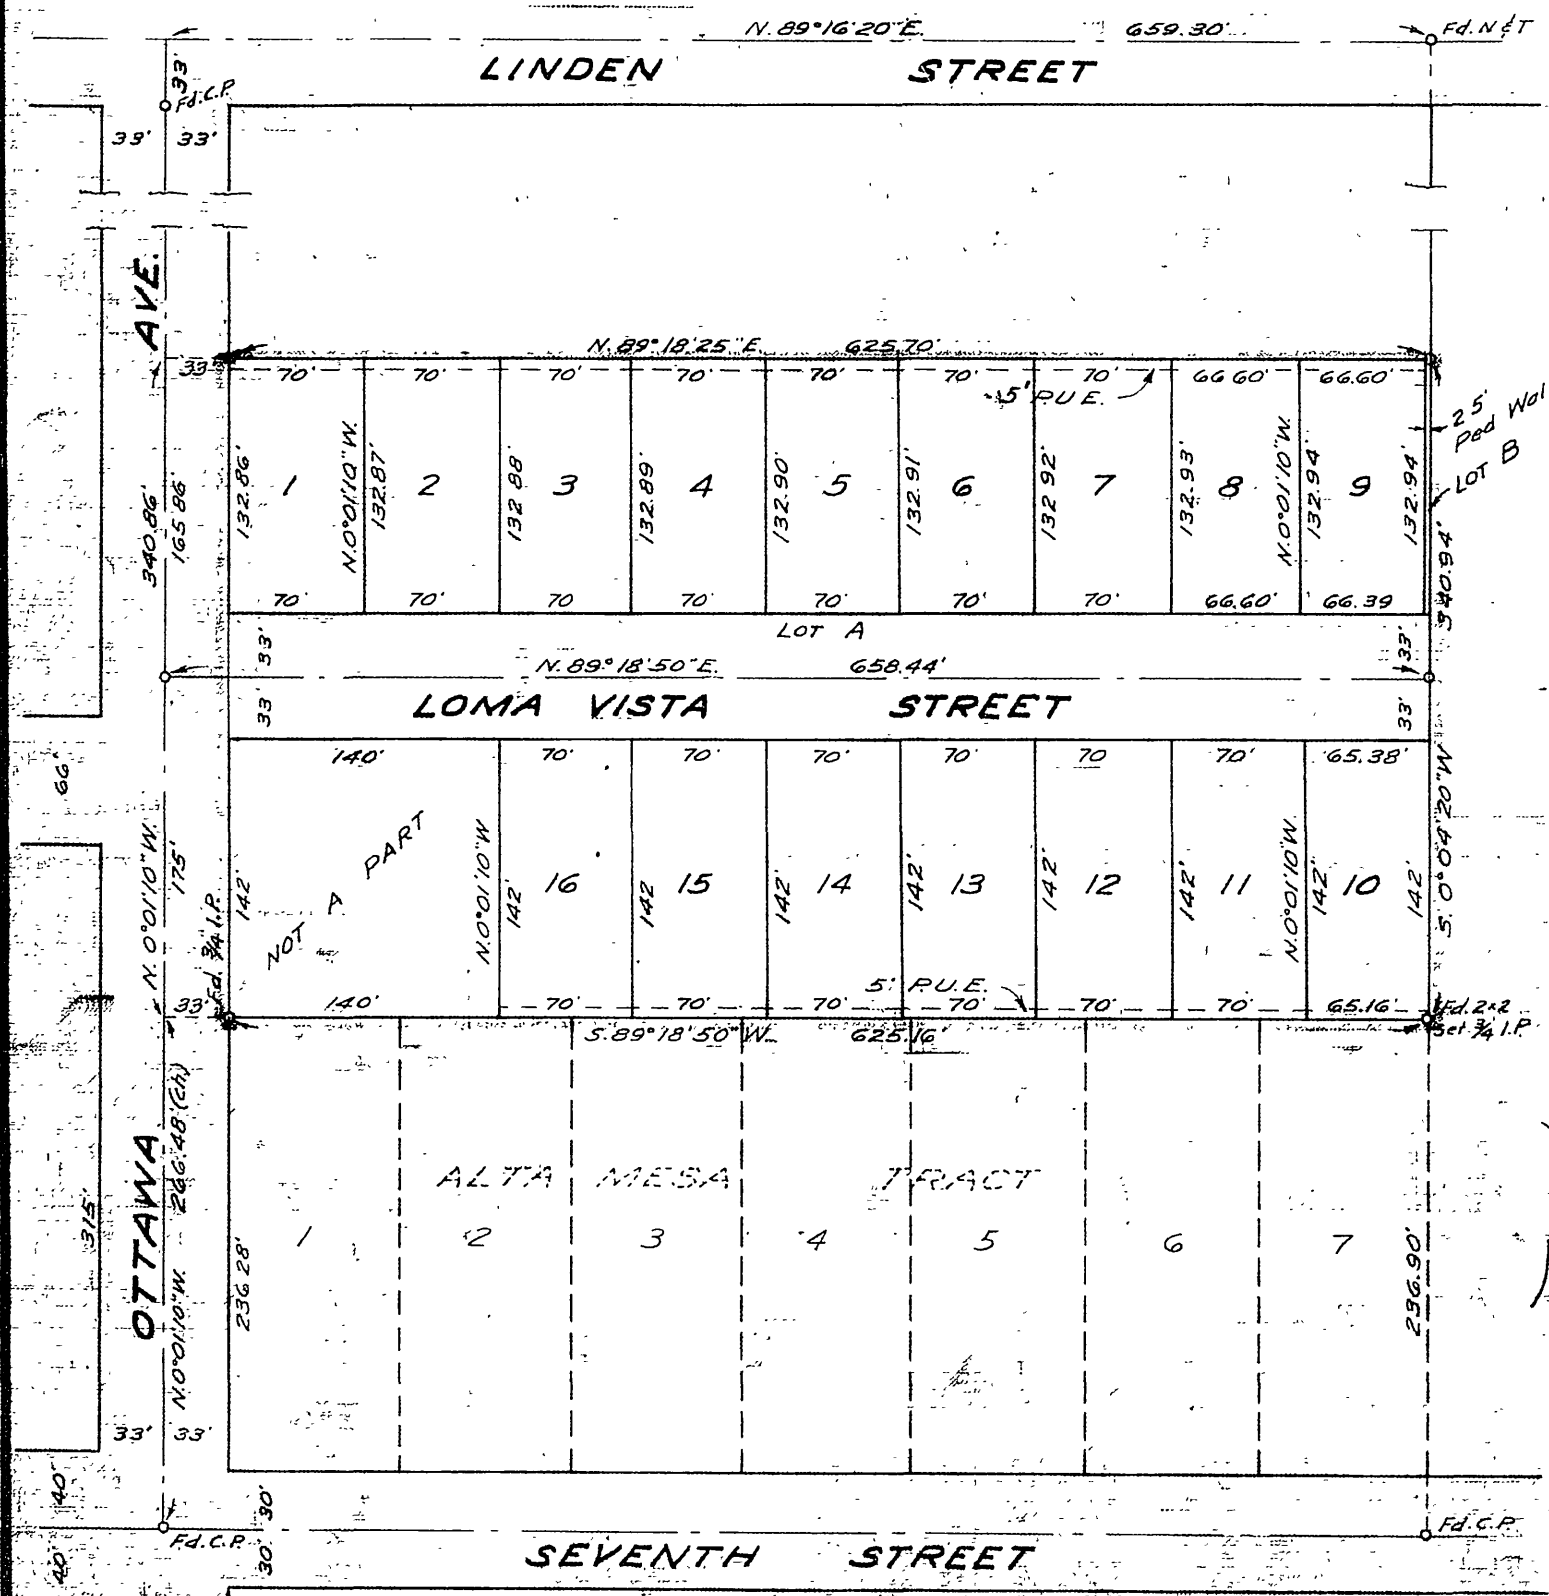 N. 89°16'20"E. 659.30'
Fd. N & T
LINDEN STREET
33'
Fd. C.P.
33' 33'
AVE.
N. 89°18'25"E. 625.70'
33'
70' 70' 70' 70' 70' 70' 70' 66 60' 66.60'
5' P.U.E.
2 5'
Ped Wal
LOT B
340.86'
165 86'
132.86' 1 N.0°01'10"W. 132.87' 2 132 88' 3 132.89' 4 132.90' 5 132.91' 6 132 92' 7 132.93' 8 N.0°01'10"W. 132.94' 9 132.94'
340.94'
70' 70' 70 70' 70' 70' 70' 66.60' 66.39
LOT A
33' 33'
N. 89°18'50"E. 658.44'
LOMA VISTA STREET
33' 33'
66'
140' 70' 70' 70' 70' 70 70' 65.38'
N. 0°01'10"W. 175'
Fd. 3/4 I.P.
142' NOT A PART N.0°01'10"W 142' 16 142 15 142' 14 142' 13 142' 12 142' 11 N.0°01'10"W. 142' 10 142'
S. 0°04'20"W
5' P.U.E.
33' 140' 70' 70' 70' 70' 70' 70' 65.16'
Fd. 2x2
Set 3/4 I.P.
S. 89°18'50"W. 625.16'
ALTA MESA TRACT
OTTAWA
N.0°01'10"W. 266.48'(Ch)
315'
1 2 3 4 5 6 7
236 28' 236.90'
33' 33'
40' 30'
Fd. C.P. Fd. C.P.
40' 30'
SEVENTH STREET